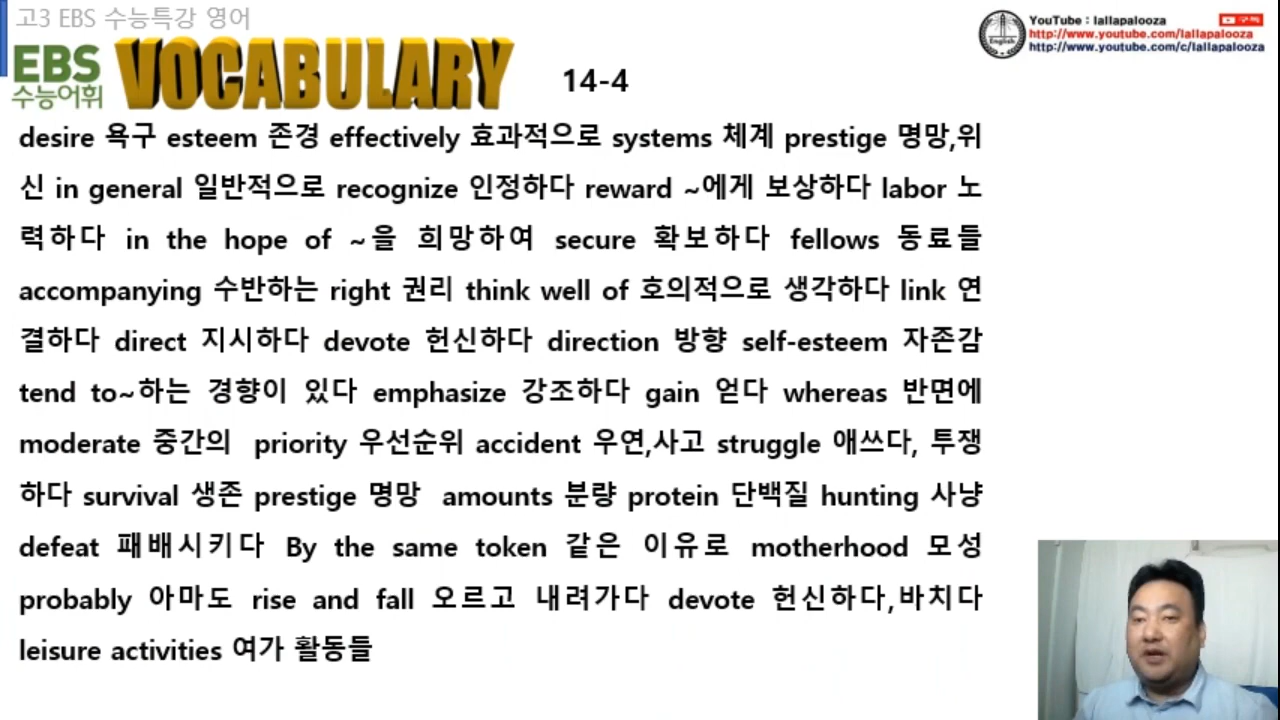 고3 EBS 수능특강 영어
EBS
수능어휘
VOCABULARY
14-4
English
YouTube : lallapalooza
구독
http://www.youtube.com/lallapalooza
http://www.youtube.com/c/lallapalooza
desire 욕구 esteem 존경 effectively 효과적으로 systems 체계 prestige 명망,위
신 in general 일반적으로 recognize 인정하다 reward ~에게 보상하다 labor 노
력하다 in the hope of ~을 희망하여 secure 확보하다 fellows 동료들
accompanying 수반하는 right 권리 think well of 호의적으로 생각하다 link 연
결하다 direct 지시하다 devote 헌신하다 direction 방향 self-esteem 자존감
tend to~하는 경향이 있다 emphasize 강조하다 gain 얻다 whereas 반면에
moderate 중간의 priority 우선순위 accident 우연,사고 struggle 애쓰다, 투쟁
하다 survival 생존 prestige 명망 amounts 분량 protein 단백질 hunting 사냥
defeat 패배시키다 By the same token 같은 이유로 motherhood 모성
probably 아마도 rise and fall 오르고 내려가다 devote 헌신하다,바치다
leisure activities 여가 활동들